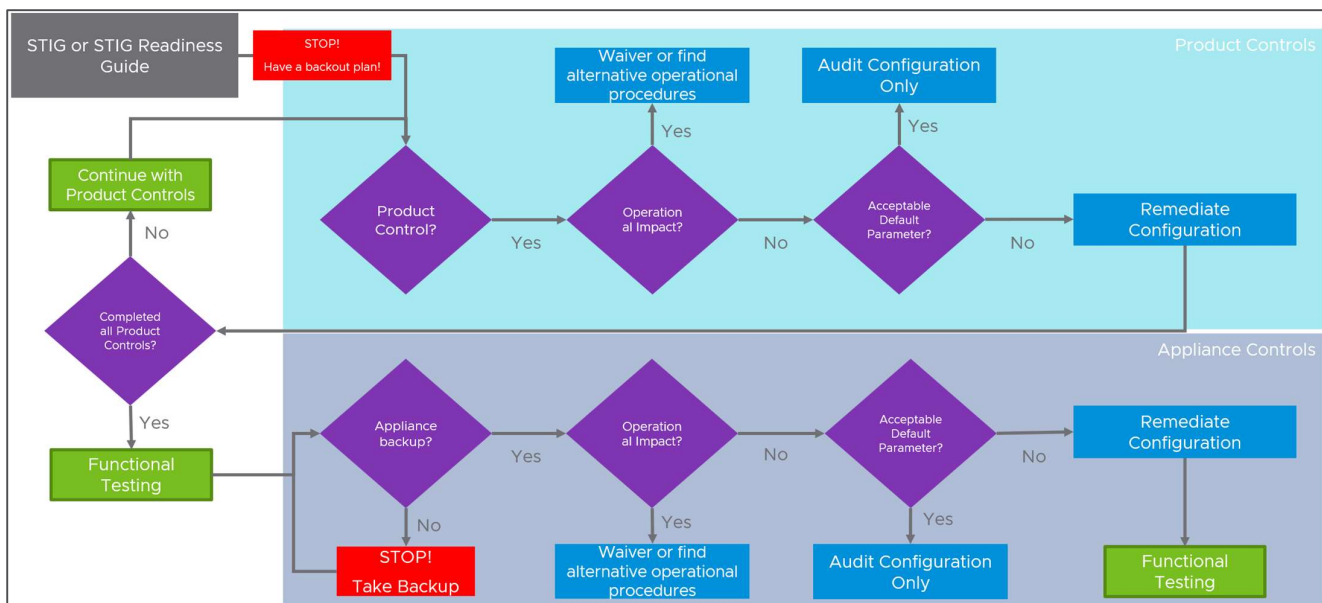 STIG or STIG Readiness
Guide
STOP!
Have a backout plan!
Product Controls
Waiver or find
alternative operational
procedures
Audit Configuration
Only
Yes
Yes
Continue with
Product Controls
Product
Control?
Yes
Operation
al Impact?
No
Acceptable
Default
Parameter?
No
Remediate
Configuration
No
Completed
all Product
Controls?
Yes
Functional
Testing
Appliance Controls
Appliance
backup?
Yes
Operation
al Impact?
No
Acceptable
Default
Parameter?
No
Remediate
Configuration
No
Yes
Yes
STOP!
Take Backup
Waiver or find
alternative operational
procedures
Audit Configuration
Only
Functional
Testing